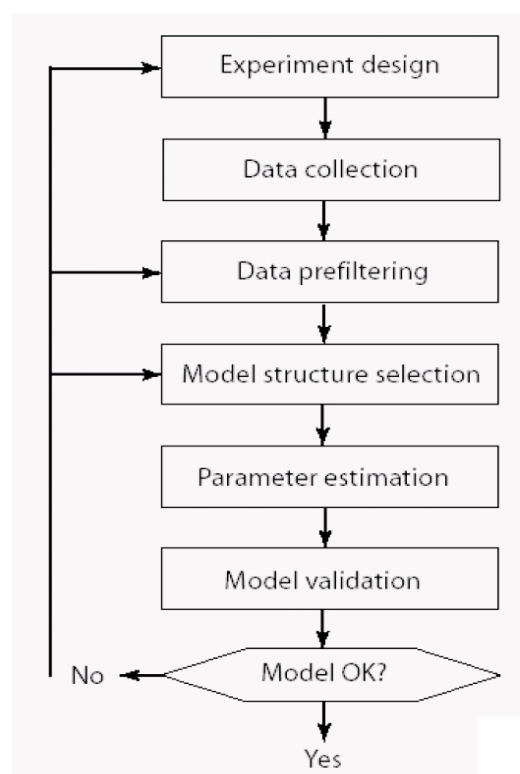 Experiment design
Data collection
Data prefiltering
Model structure selection
Parameter estimation
Model validation
Model OK?
No
Yes